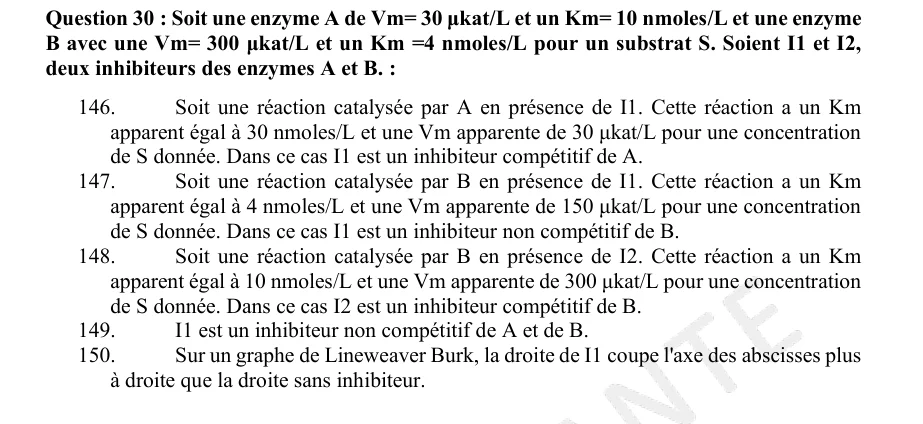 Question 30 : Soit une enzyme A de Vm= 30 μkat/L et un Km= 10 nmoles/L et une enzyme
B avec une Vm= 300 μkat/L et un Km =4 nmoles/L pour un substrat S. Soient I1 et I2,
deux inhibiteurs des enzymes A et B. :
146. Soit une réaction catalysée par A en présence de I1. Cette réaction a un Km
apparent égal à 30 nmoles/L et une Vm apparente de 30 μkat/L pour une concentration
de S donnée. Dans ce cas I1 est un inhibiteur compétitif de A.
147. Soit une réaction catalysée par B en présence de I1. Cette réaction a un Km
apparent égal à 4 nmoles/L et une Vm apparente de 150 μkat/L pour une concentration
de S donnée. Dans ce cas I1 est un inhibiteur non compétitif de B.
148. Soit une réaction catalysée par B en présence de I2. Cette réaction a un Km
apparent égal à 10 nmoles/L et une Vm apparente de 300 μkat/L pour une concentration
de S donnée. Dans ce cas I2 est un inhibiteur compétitif de B.
149. I1 est un inhibiteur non compétitif de A et de B.
150. Sur un graphe de Lineweaver Burk, la droite de I1 coupe l'axe des abscisses plus
à droite que la droite sans inhibiteur.
ANTE